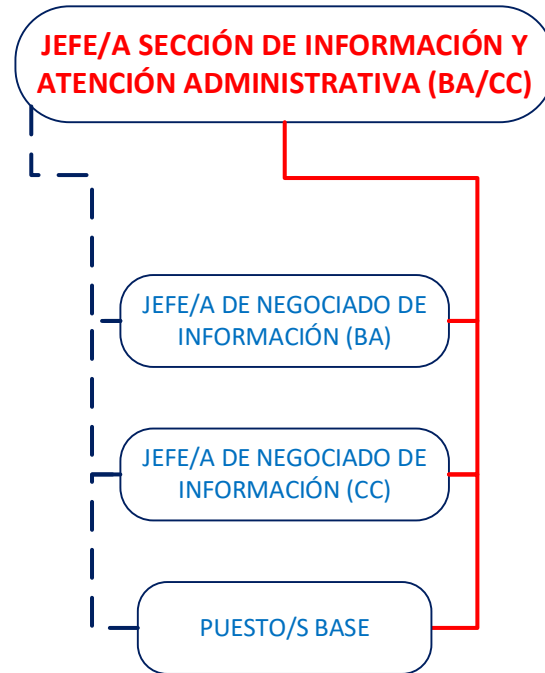 JEFE/A SECCIÓN DE INFORMACIÓN Y
ATENCIÓN ADMINISTRATIVA (BA/CC)
JEFE/A DE NEGOCIADO DE
INFORMACIÓN (BA)
JEFE/A DE NEGOCIADO DE
INFORMACIÓN (CC)
PUESTO/S BASE